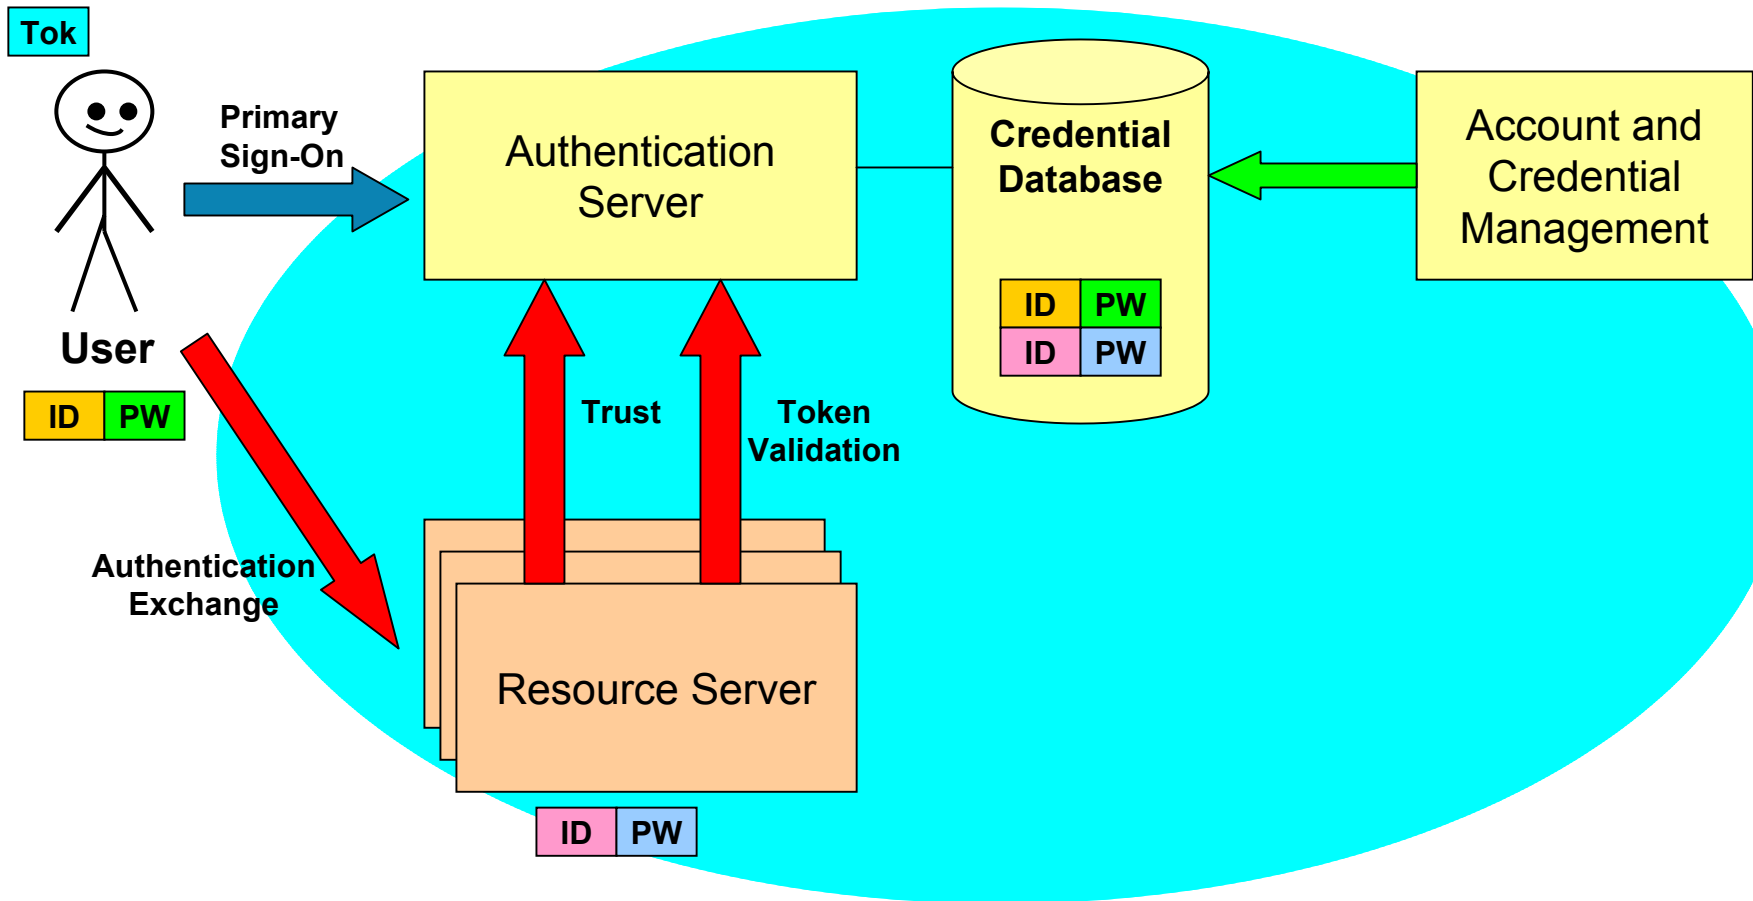 Tok
Primary
Sign-On
Authentication
Server
Credential
Database
Account and
Credential
Management
ID PW
ID PW
User
ID PW
Trust
Token
Validation
Authentication
Exchange
Resource Server
ID PW